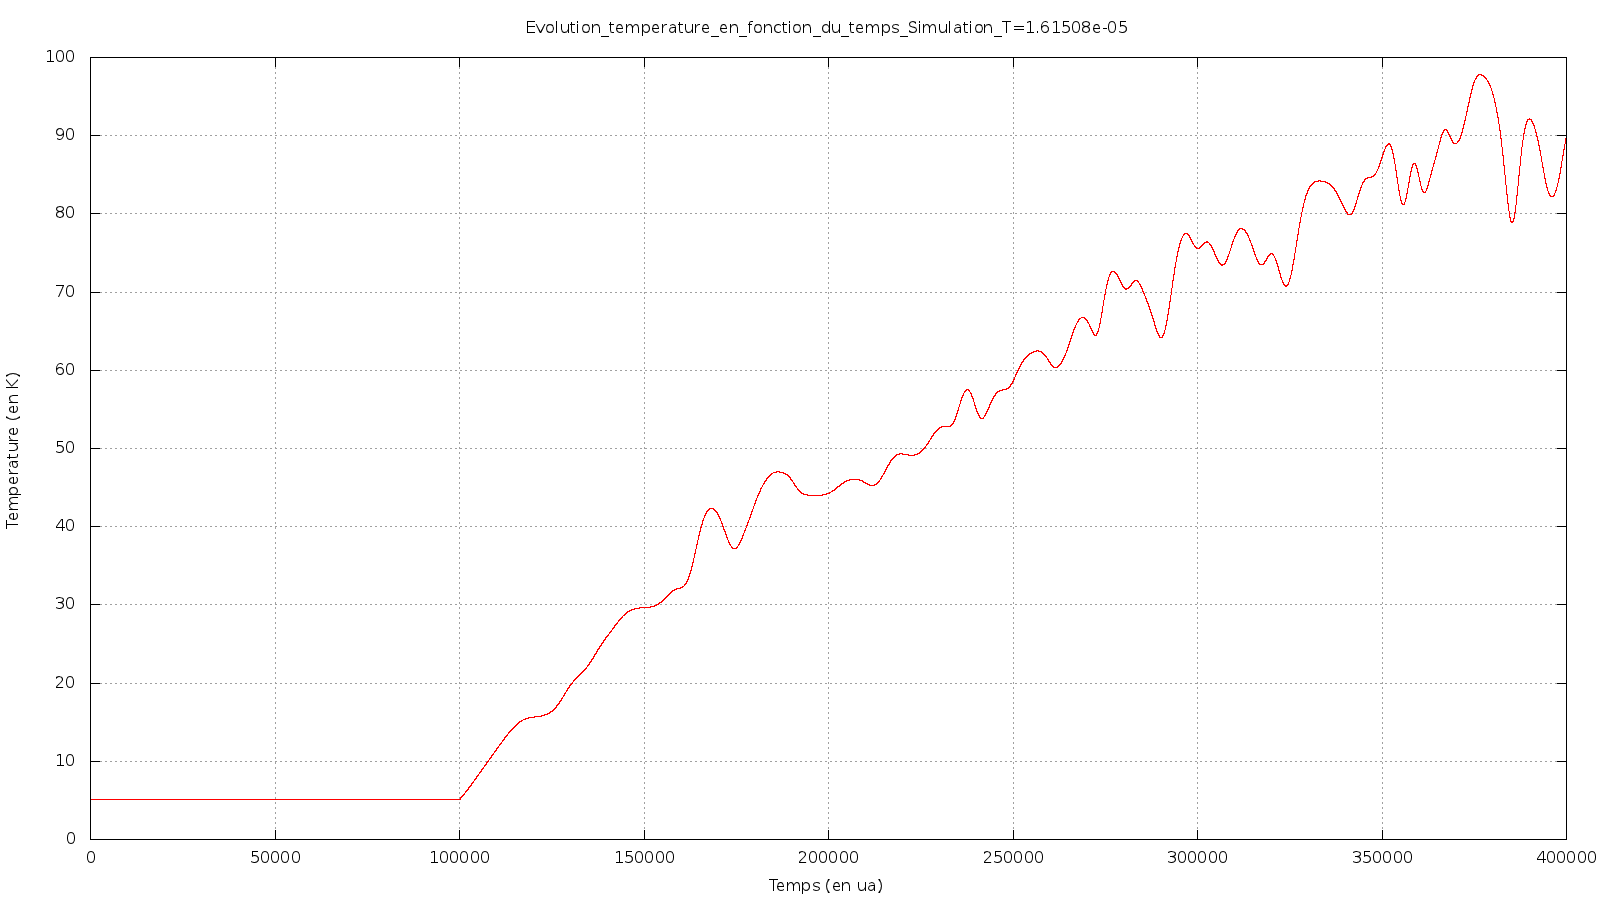 Evolution_temperature_en_fonction_du_temps_Simulation_T=1.61508e-05
100
90
80
70
60
50
40
30
20
10
0
Temperature (en K)
0 50000 100000 150000 200000 250000 300000 350000 400000
Temps (en ua)